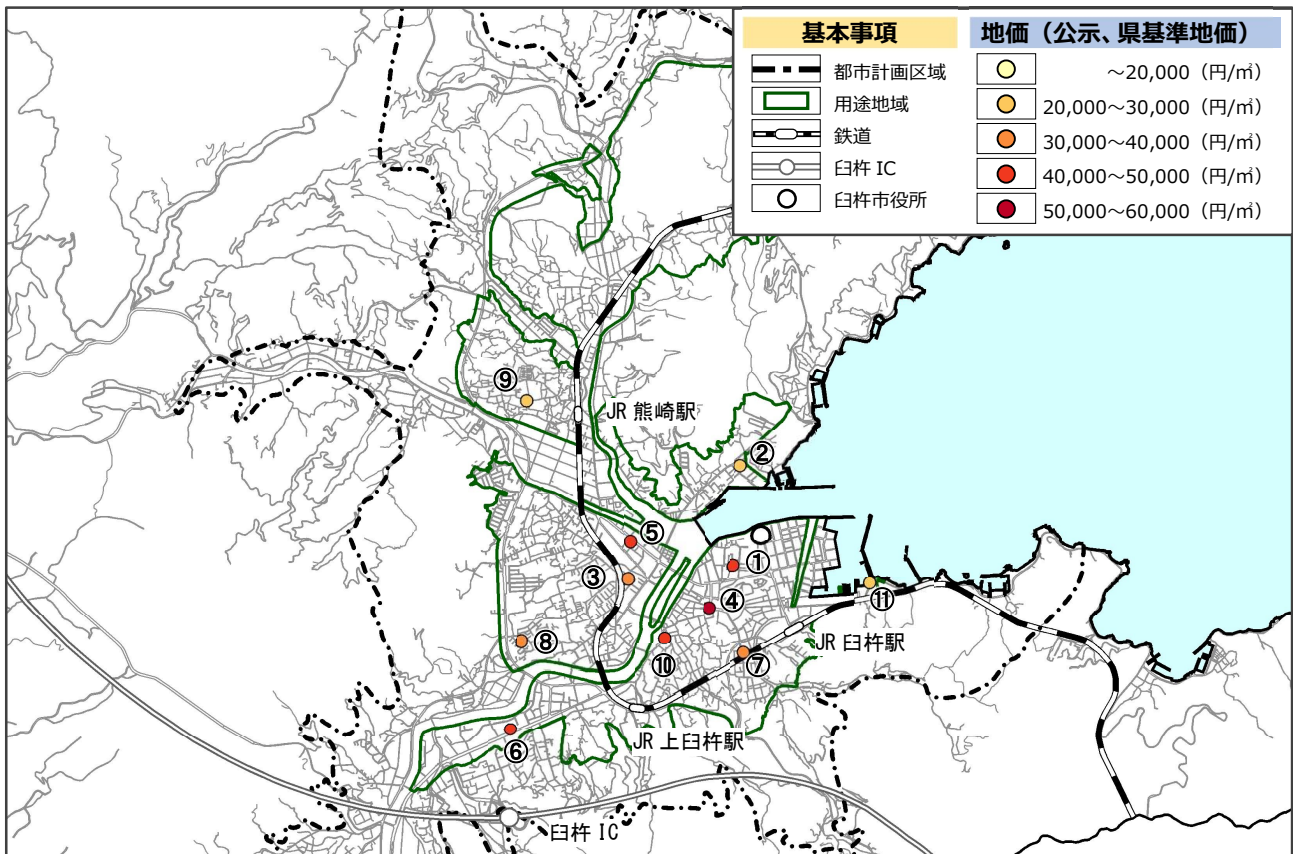 基本事項
都市計画区域
用途地域
鉄道
臼杵 IC
臼杵市役所
地価（公示、県基準地価）
～20,000（円/㎡）
20,000～30,000（円/㎡）
30,000～40,000（円/㎡）
40,000～50,000（円/㎡）
50,000～60,000（円/㎡）
⑨
JR 熊崎駅
②
⑤
①
③
④
⑪
⑧
⑩
⑦
JR 臼杵駅
JR 上臼杵駅
⑥
臼杵 IC